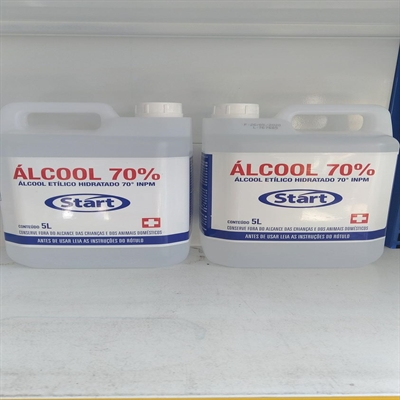 ÁLCOOL 70%
ÁLCOOL ETÍLICO HIDRATADO 70° INPM
Start
CONTEÚDO 5L
CONSERVE FORA DO ALCANCE DAS CRIANÇAS E DOS ANIMAIS DOMÉSTICOS
ANTES DE USAR LEIA AS INSTRUÇÕES DO RÓTULO
ÁLCOOL 70%
ÁLCOOL ETÍLICO HIDRATADO 70° INPM
Start
CONTEÚDO 5L
CONSERVE FORA DO ALCANCE DAS CRIANÇAS E DOS ANIMAIS DOMÉSTICOS
ANTES DE USAR LEIA AS INSTRUÇÕES DO RÓTULO